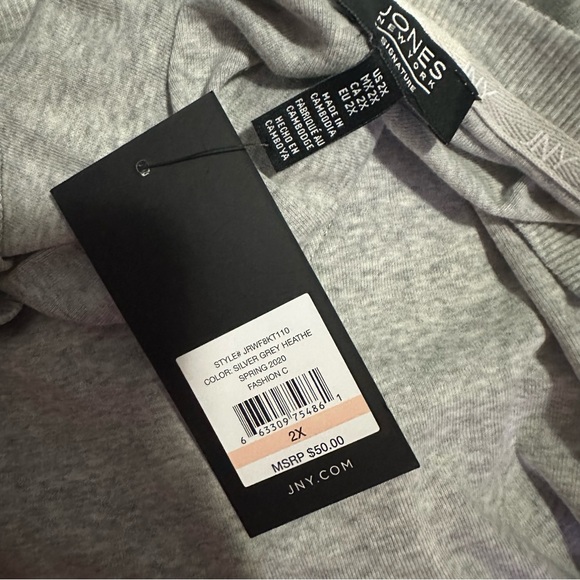 JONES
NEW YORK
SIGNATURE
US 2X
MX 2X
CA 2X
EU 2X
MADE IN
CAMBODIA
FABRIQUÉ AU
CAMBODGE
HECHO EN
CAMBOYA
STYLE# JRWF8KT110
COLOR: SILVER GREY HEATHE
SPRING 2020
FASHION C
6 63309 75486 1
2X
MSRP $50.00
JNY.COM